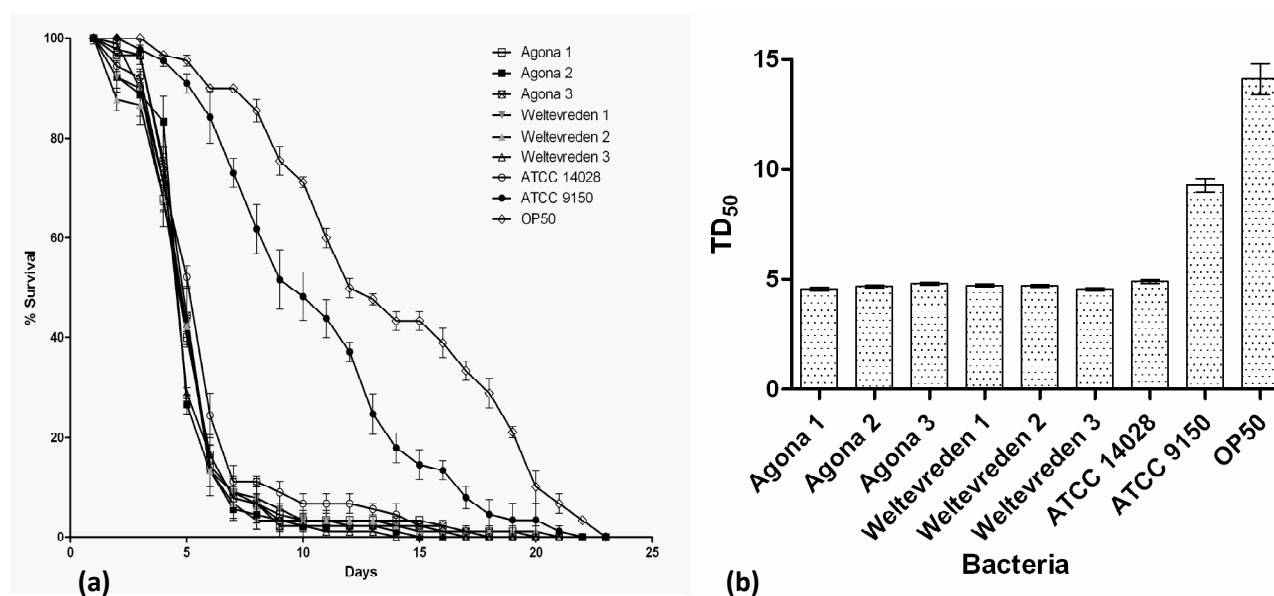 100
80
60
40
20
0
% Survival
0 5 10 15 20 25
Days
Agona 1
Agona 2
Agona 3
Weltevreden 1
Weltevreden 2
Weltevreden 3
ATCC 14028
ATCC 9150
OP50
(a)
15
10
5
0
TD50
Agona 1
Agona 2
Agona 3
Weltevreden 1
Weltevreden 2
Weltevreden 3
ATCC 14028
ATCC 9150
OP50
Bacteria
(b)